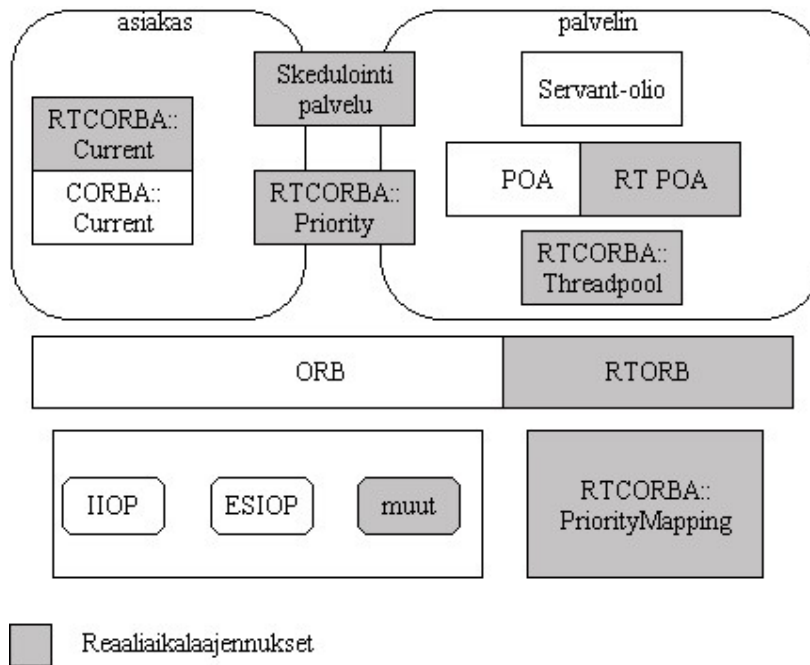 asiakas
palvelin
Skedulointi
palvelu
Servant-olio
RTCORBA::
Current
CORBA::
Current
RTCORBA::
Priority
POA
RT POA
RTCORBA::
Threadpool
ORB
RTORB
IIOP
ESIOP
muut
RTCORBA::
PriorityMapping
Reaaliaikalaajennukset